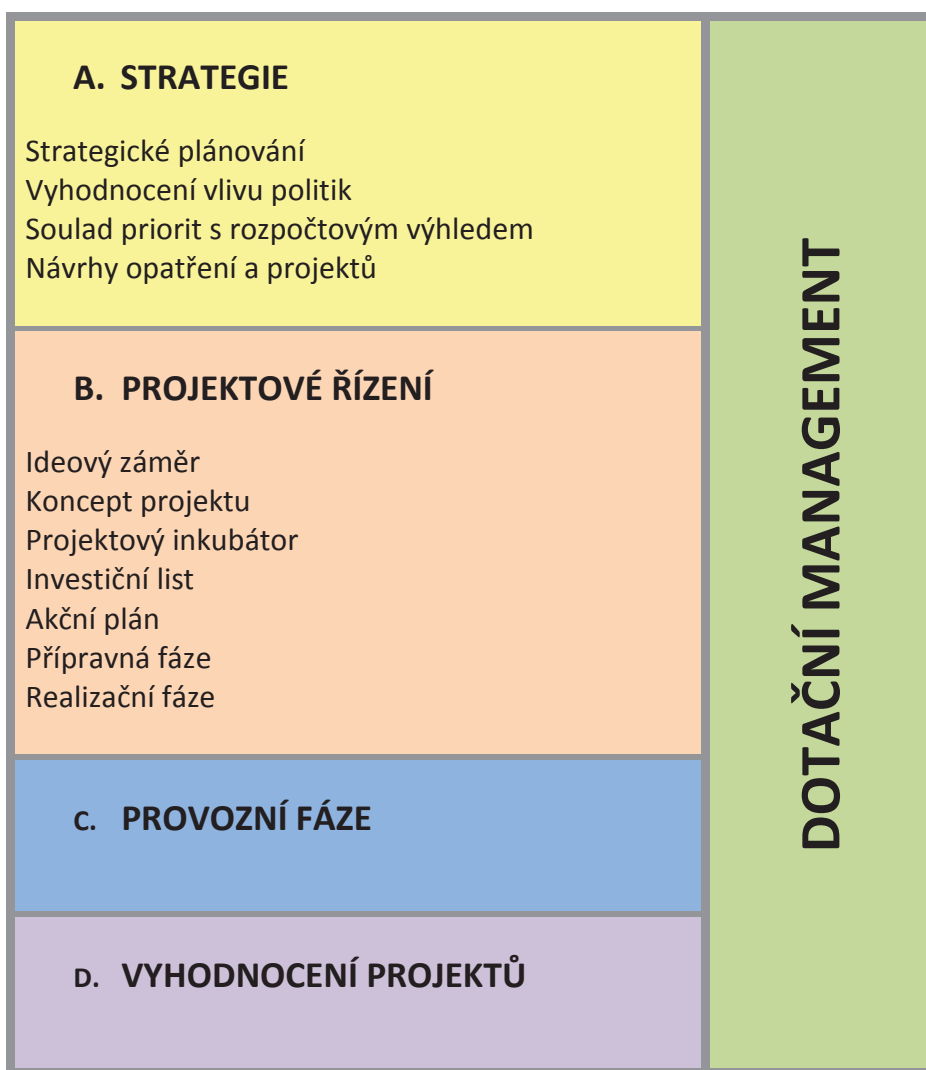 A. STRATEGIE
Strategické plánování
Vyhodnocení vlivu politik
Soulad priorit s rozpočtovým výhledem
Návrhy opatření a projektů
B. PROJEKTOVÉ ŘÍZENÍ
Ideový záměr
Koncept projektu
Projektový inkubátor
Investiční list
Akční plán
Přípravná fáze
Realizační fáze
C. PROVOZNÍ FÁZE
D. VYHODNOCENÍ PROJEKTŮ
DOTAČNÍ MANAGEMENT